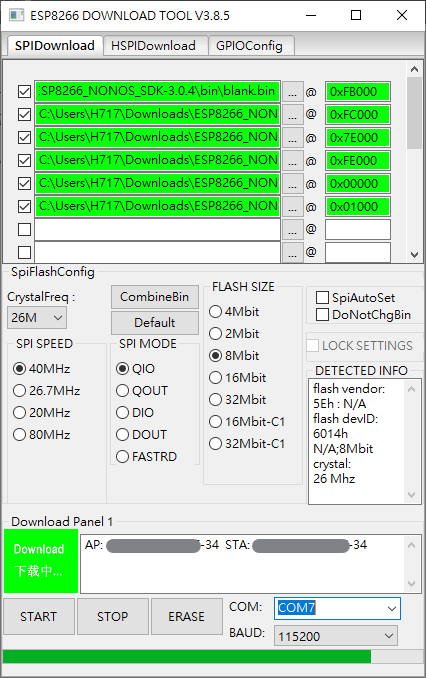 ESP8266 DOWNLOAD TOOL V3.8.5
SPIDownload HSPIDownload GPIOConfig
SP8266_NONOS_SDK-3.0.4\bin\blank.bin ... @ 0xFB000
C:\Users\H717\Downloads\ESP8266_NON ... @ 0xFC000
C:\Users\H717\Downloads\ESP8266_NON ... @ 0x7E000
C:\Users\H717\Downloads\ESP8266_NON ... @ 0xFE000
C:\Users\H717\Downloads\ESP8266_NON ... @ 0x00000
C:\Users\H717\Downloads\ESP8266_NON ... @ 0x01000
... @
... @
SpiFlashConfig
CrystalFreq :
26M
CombineBin
Default
SPI SPEED
40MHz
26.7MHz
20MHz
80MHz
SPI MODE
QIO
QOUT
DIO
DOUT
FASTRD
FLASH SIZE
4Mbit
2Mbit
8Mbit
16Mbit
32Mbit
16Mbit-C1
32Mbit-C1
SpiAutoSet
DoNotChgBin
LOCK SETTINGS
DETECTED INFO
flash vendor:
5Eh : N/A
flash devID:
6014h
N/A;8Mbit
crystal:
26 Mhz
Download Panel 1
Download
下载中...
AP: -34 STA: -34
START STOP ERASE
COM: COM7
BAUD: 115200